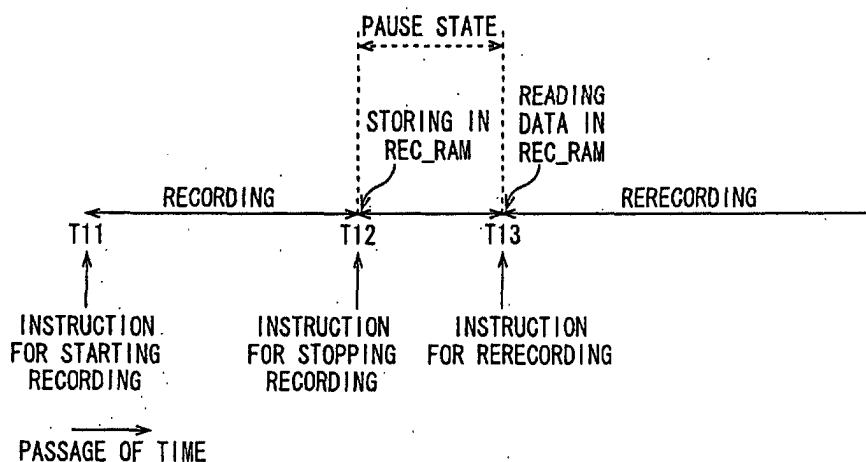 PAUSE STATE
STORING IN
REC_RAM
READING
DATA IN
REC_RAM
RECORDING
RERECORDING
T11
T12
T13
INSTRUCTION
FOR STARTING
RECORDING
INSTRUCTION
FOR STOPPING
RECORDING
INSTRUCTION
FOR RERECORDING
PASSAGE OF TIME